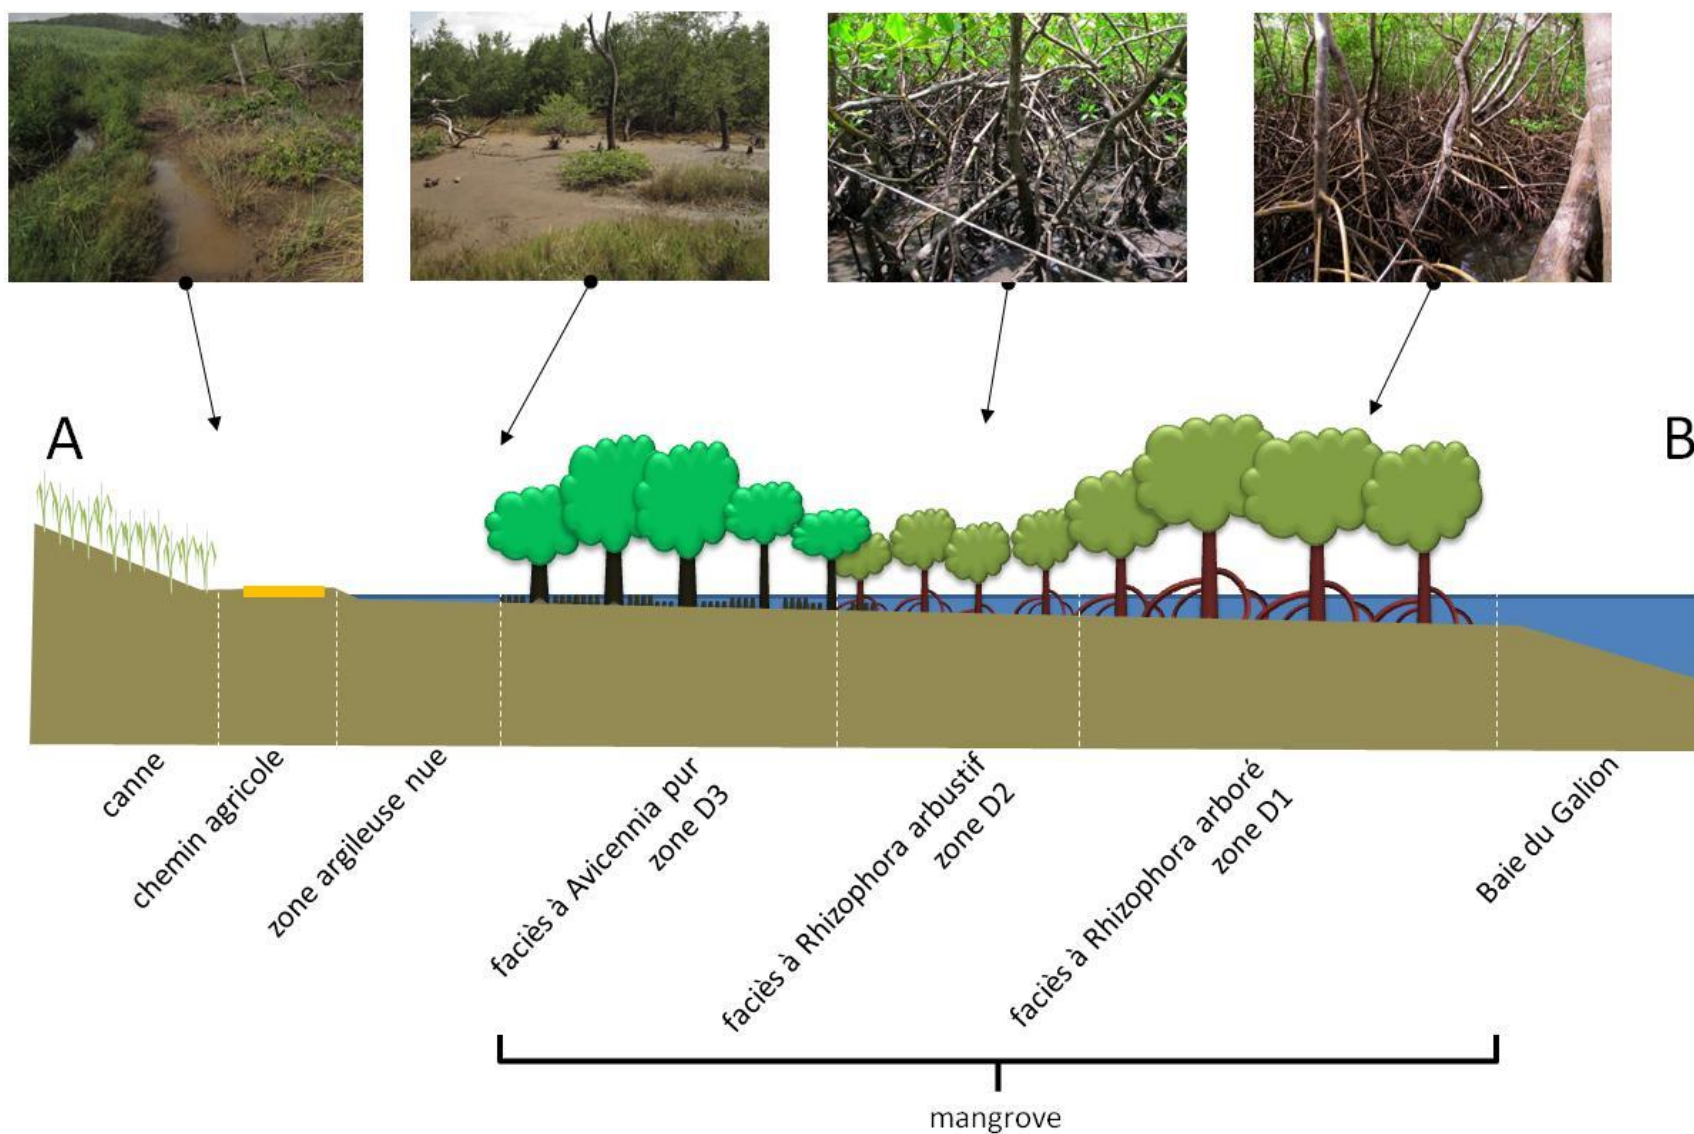 A
B
canne
chemin agricole
zone argileuse nue
faciès à Avicennia pur
zone D3
faciès à Rhizophora arbustif
zone D2
faciès à Rhizophora arboré
zone D1
Baie du Galion
mangrove